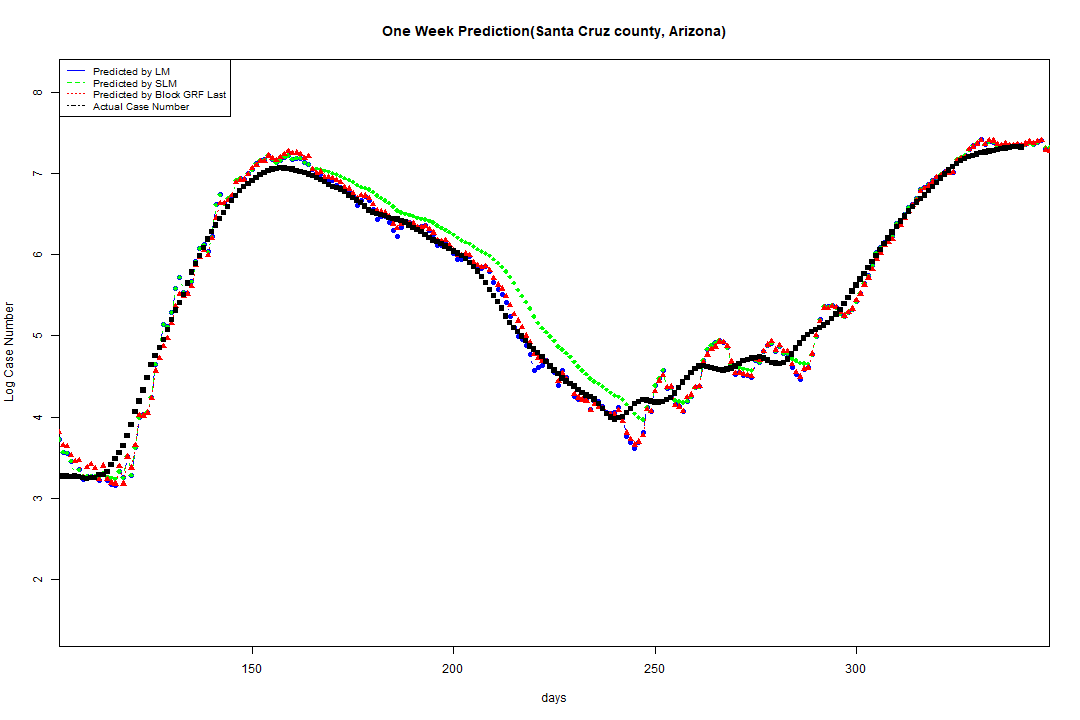 One Week Prediction(Santa Cruz county, Arizona)
Predicted by LM
Predicted by SLM
Predicted by Block GRF Last
Actual Case Number
8
7
6
5
4
3
2
Log Case Number
150 200 250 300
days